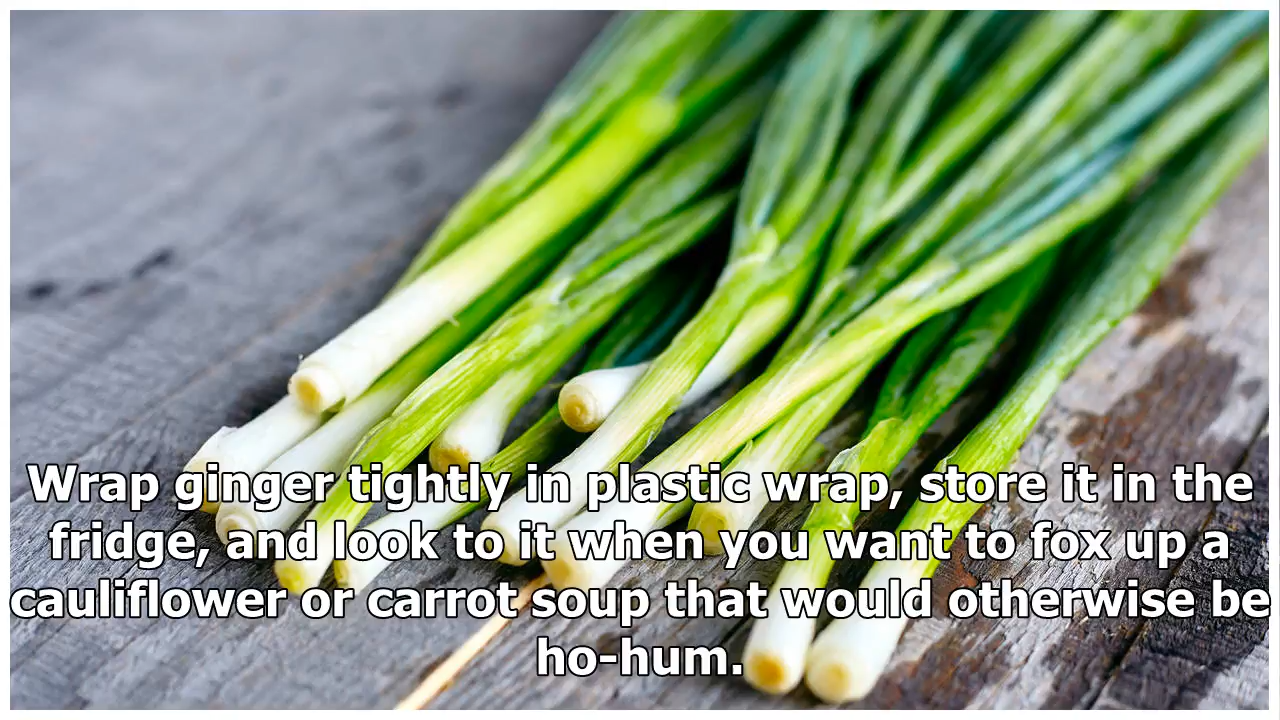 Wrap ginger tightly in plastic wrap, store it in the
fridge, and look to it when you want to fox up a
cauliflower or carrot soup that would otherwise be
ho-hum.